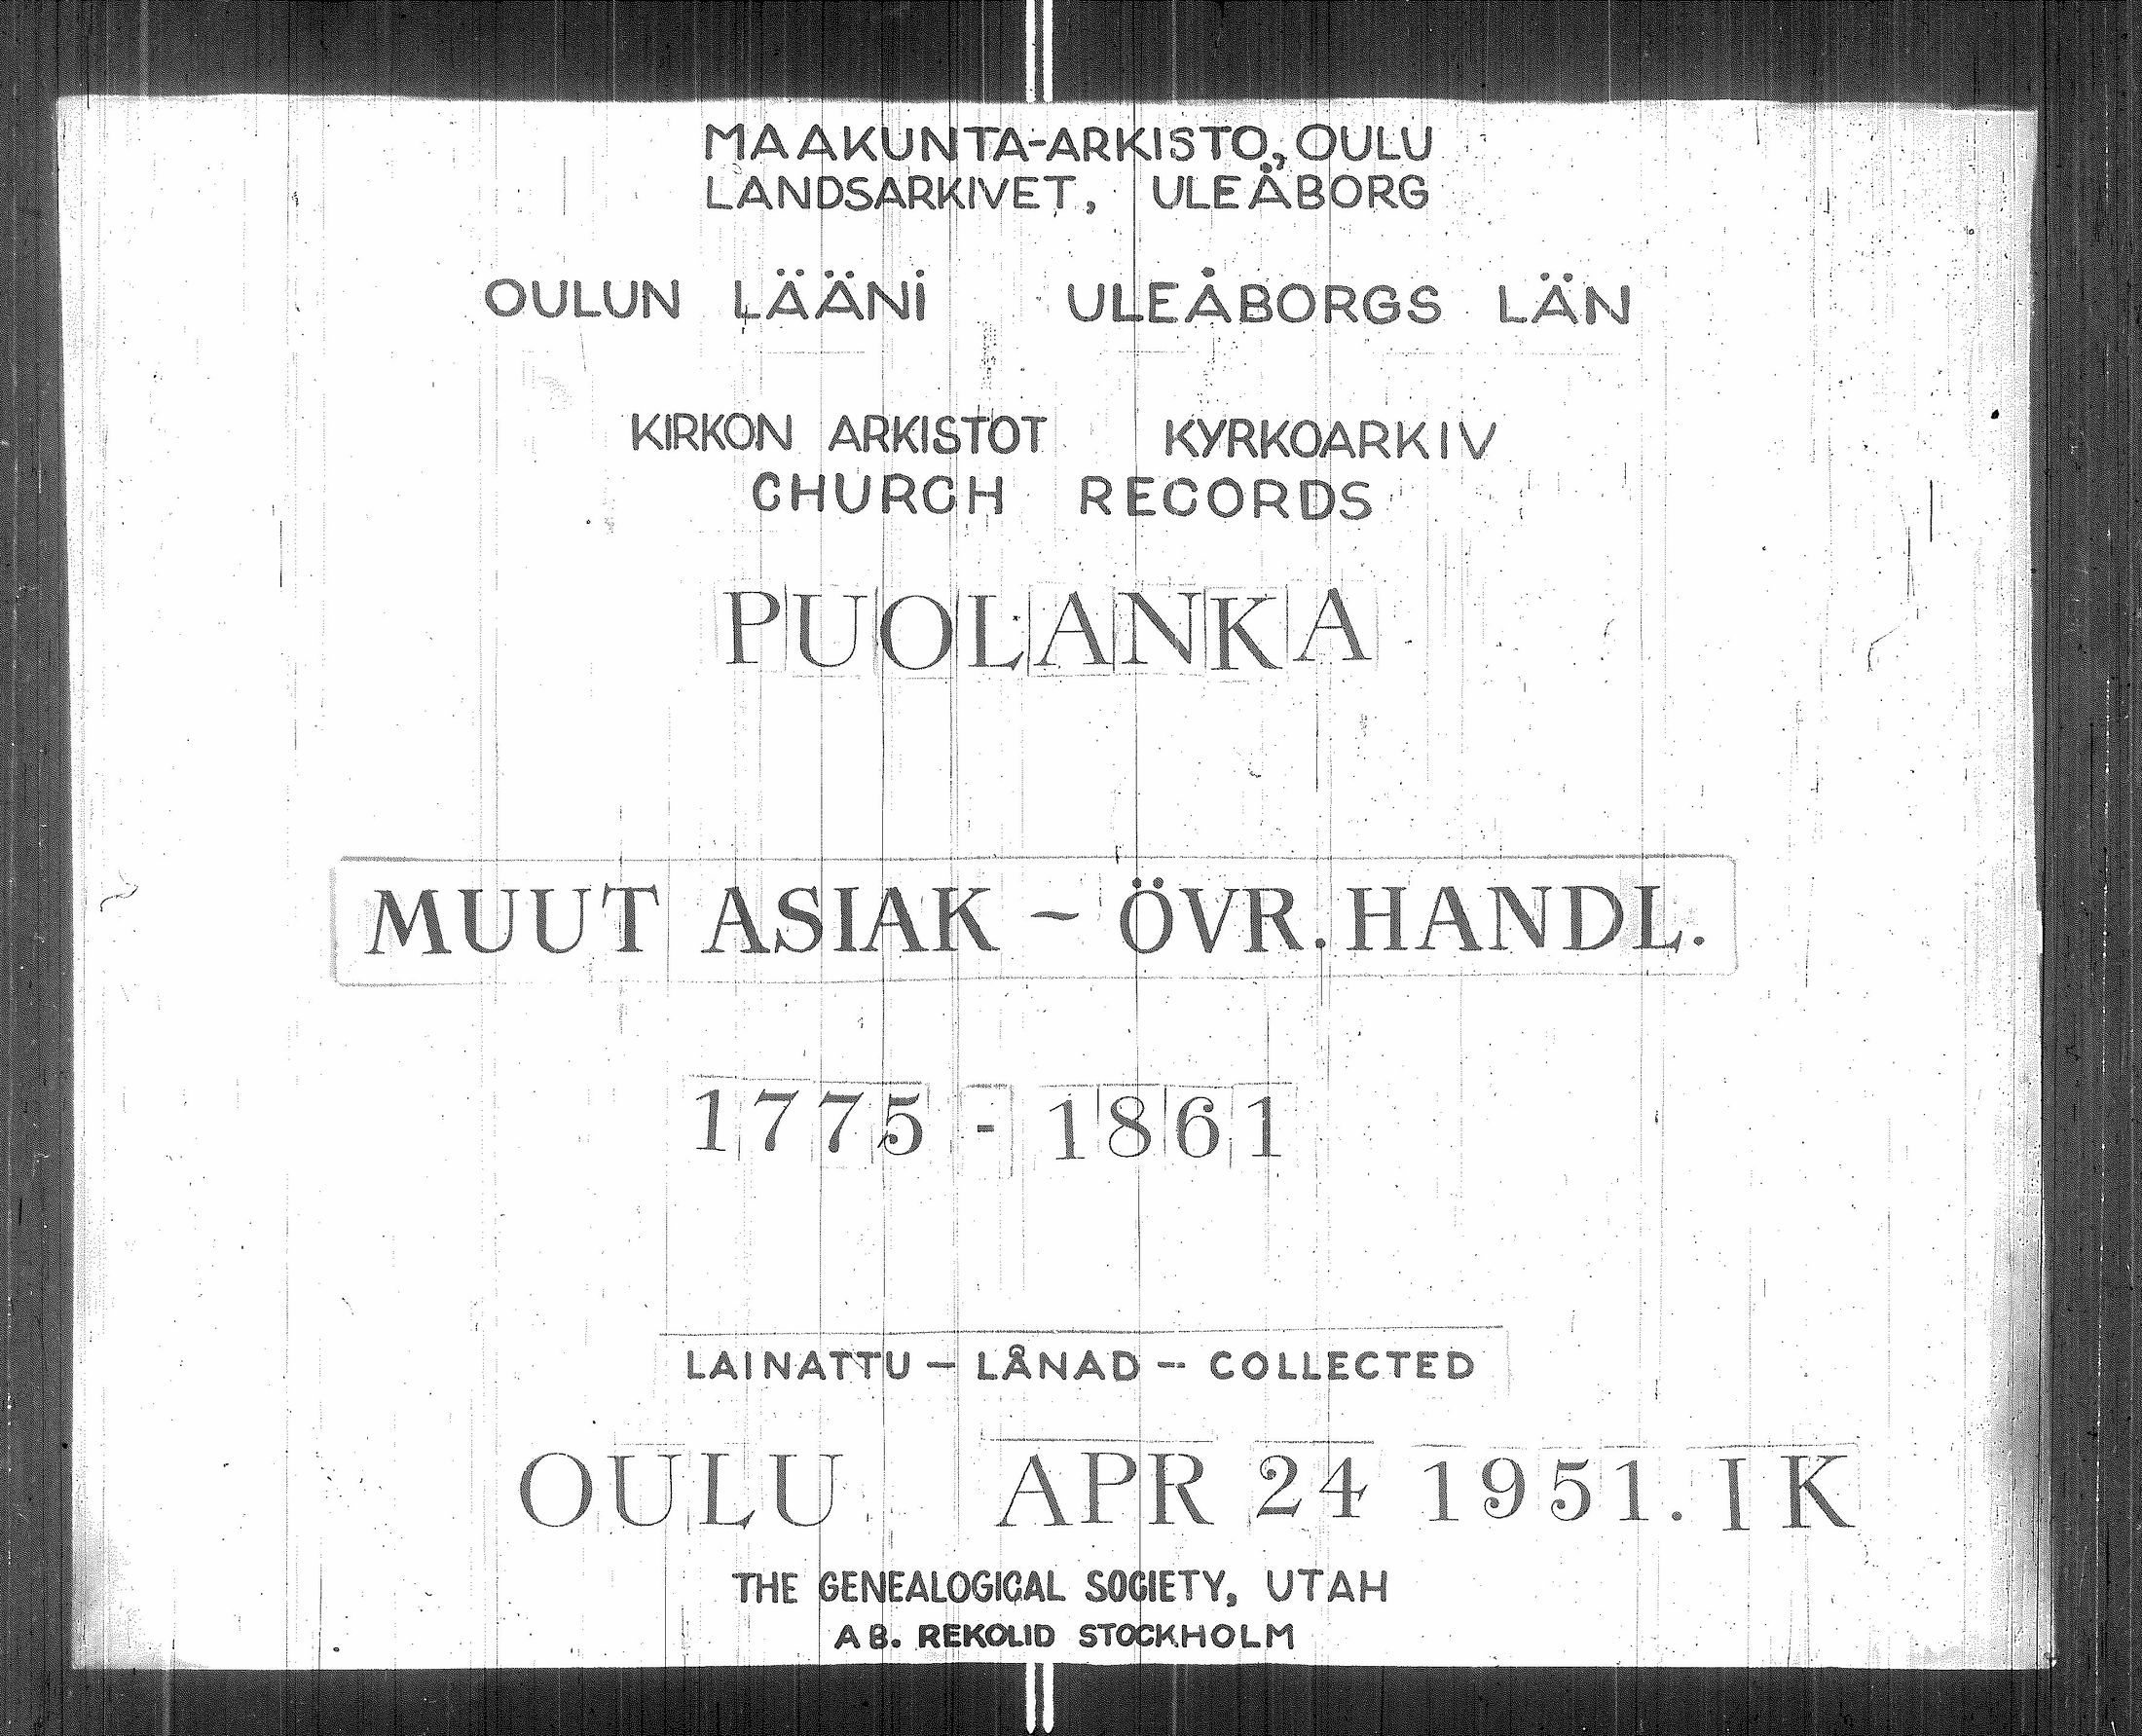 MAAKUNTA-ARKISTO, OULU
LANDSARKIVET, ULEÅBORG
OULUN LÄÄNI ULEÅBORGS LÄN
KIRKON ARKISTOT KYRKOARKIV
CHURCH RECORDS
PUOLANKA
MUUT ASIAK ~ ÖVR. HANDL.
1775 - 1861
LAINATTU - LÅNAD - COLLECTED
OULU APR 24 1951. IK
THE GENEALOGICAL SOCIETY, UTAH
AB. REKOLID STOCKHOLM